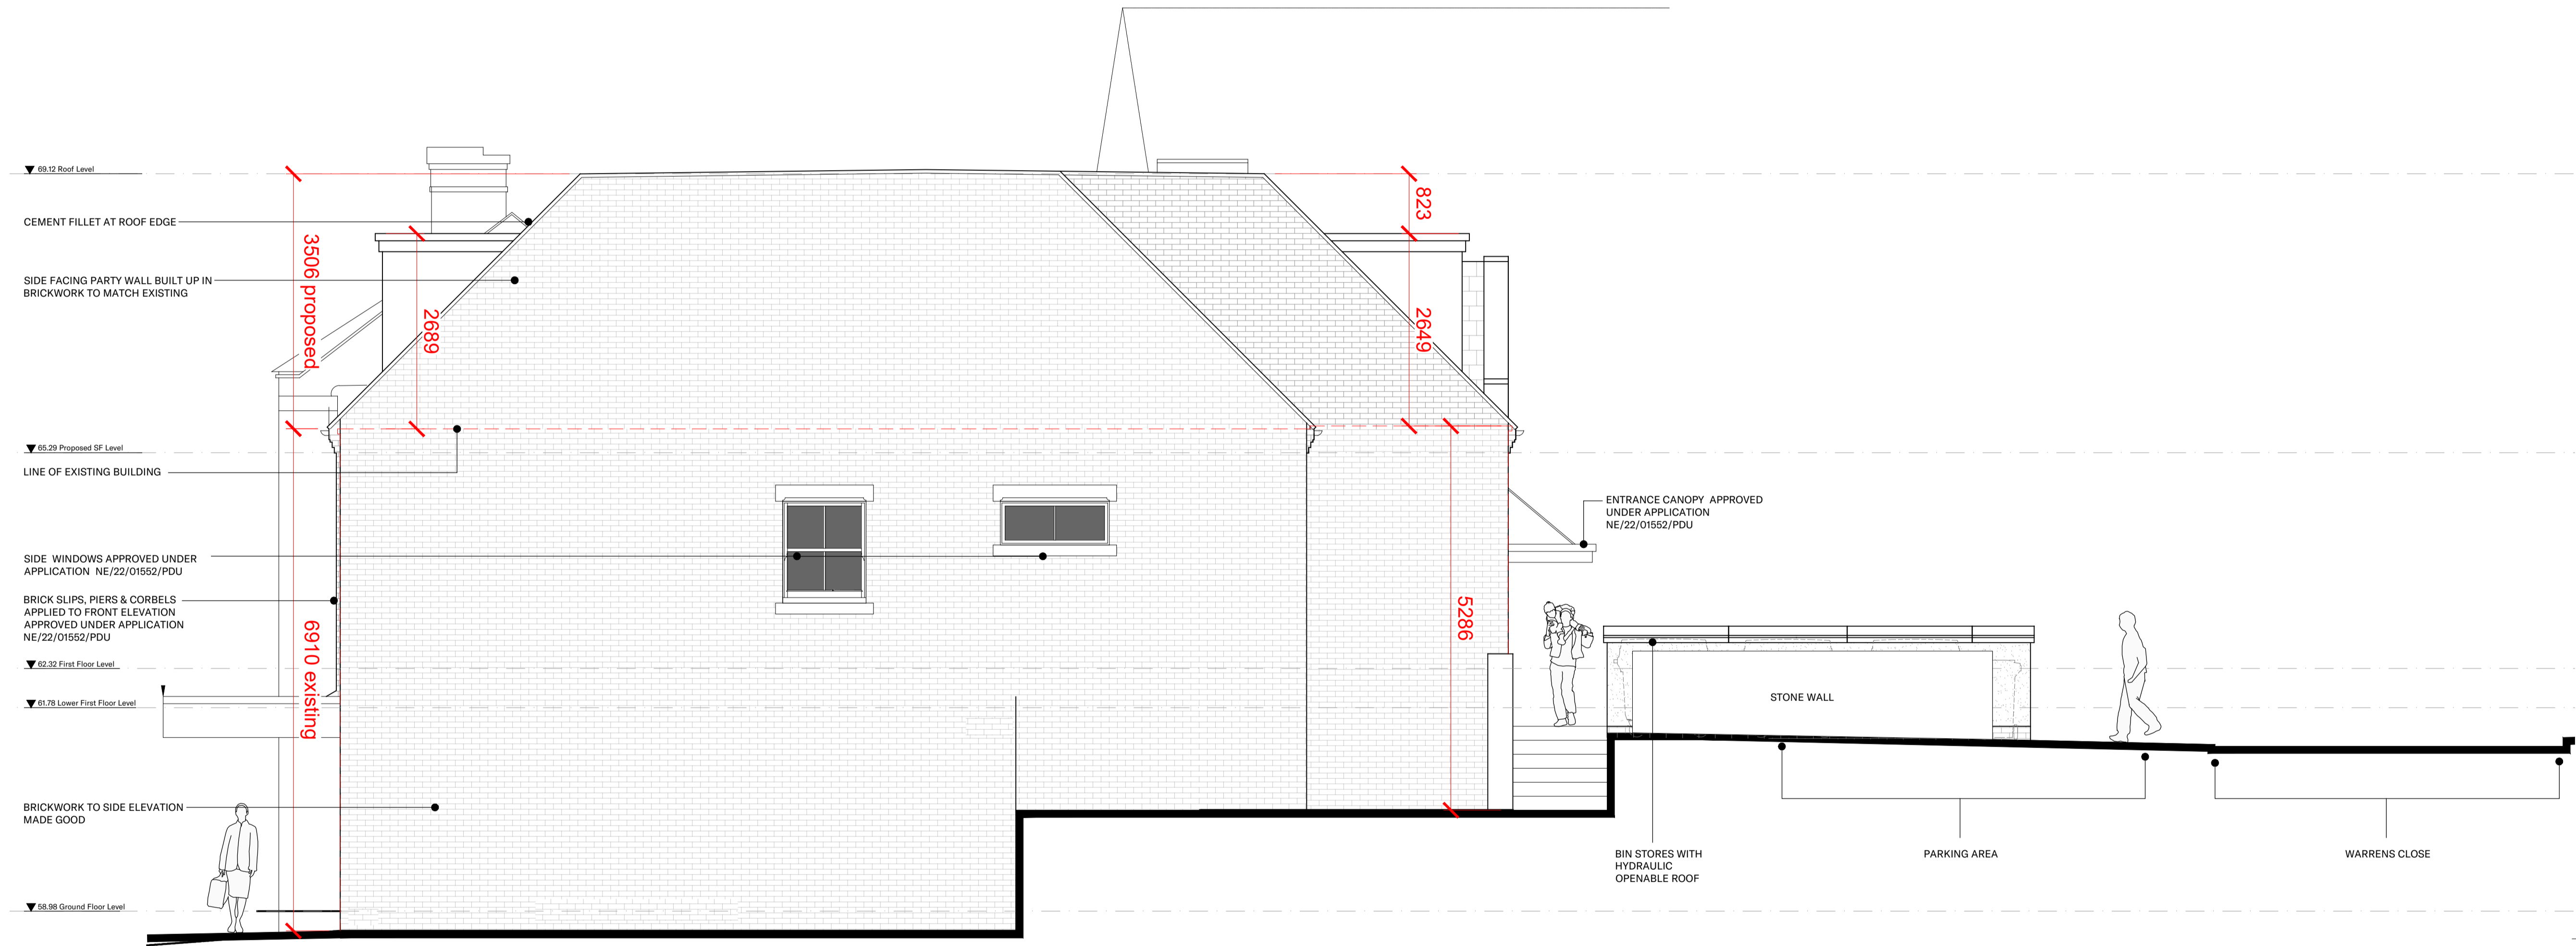 69.12 Roof Level
CEMENT FILLET AT ROOF EDGE
SIDE FACING PARTY WALL BUILT UP IN
BRICKWORK TO MATCH EXISTING
3506 proposed
2689
823
2649
65.29 Proposed SF Level
LINE OF EXISTING BUILDING
ENTRANCE CANOPY APPROVED
UNDER APPLICATION
NE/22/01552/PDU
SIDE WINDOWS APPROVED UNDER
APPLICATION NE/22/01552/PDU
BRICK SLIPS, PIERS & CORBELS
APPLIED TO FRONT ELEVATION
APPROVED UNDER APPLICATION
NE/22/01552/PDU
5286
6910 existing
62.32 First Floor Level
61.78 Lower First Floor Level
STONE WALL
BRICKWORK TO SIDE ELEVATION
MADE GOOD
BIN STORES WITH
HYDRAULIC
OPENABLE ROOF
PARKING AREA
WARRENS CLOSE
58.98 Ground Floor Level